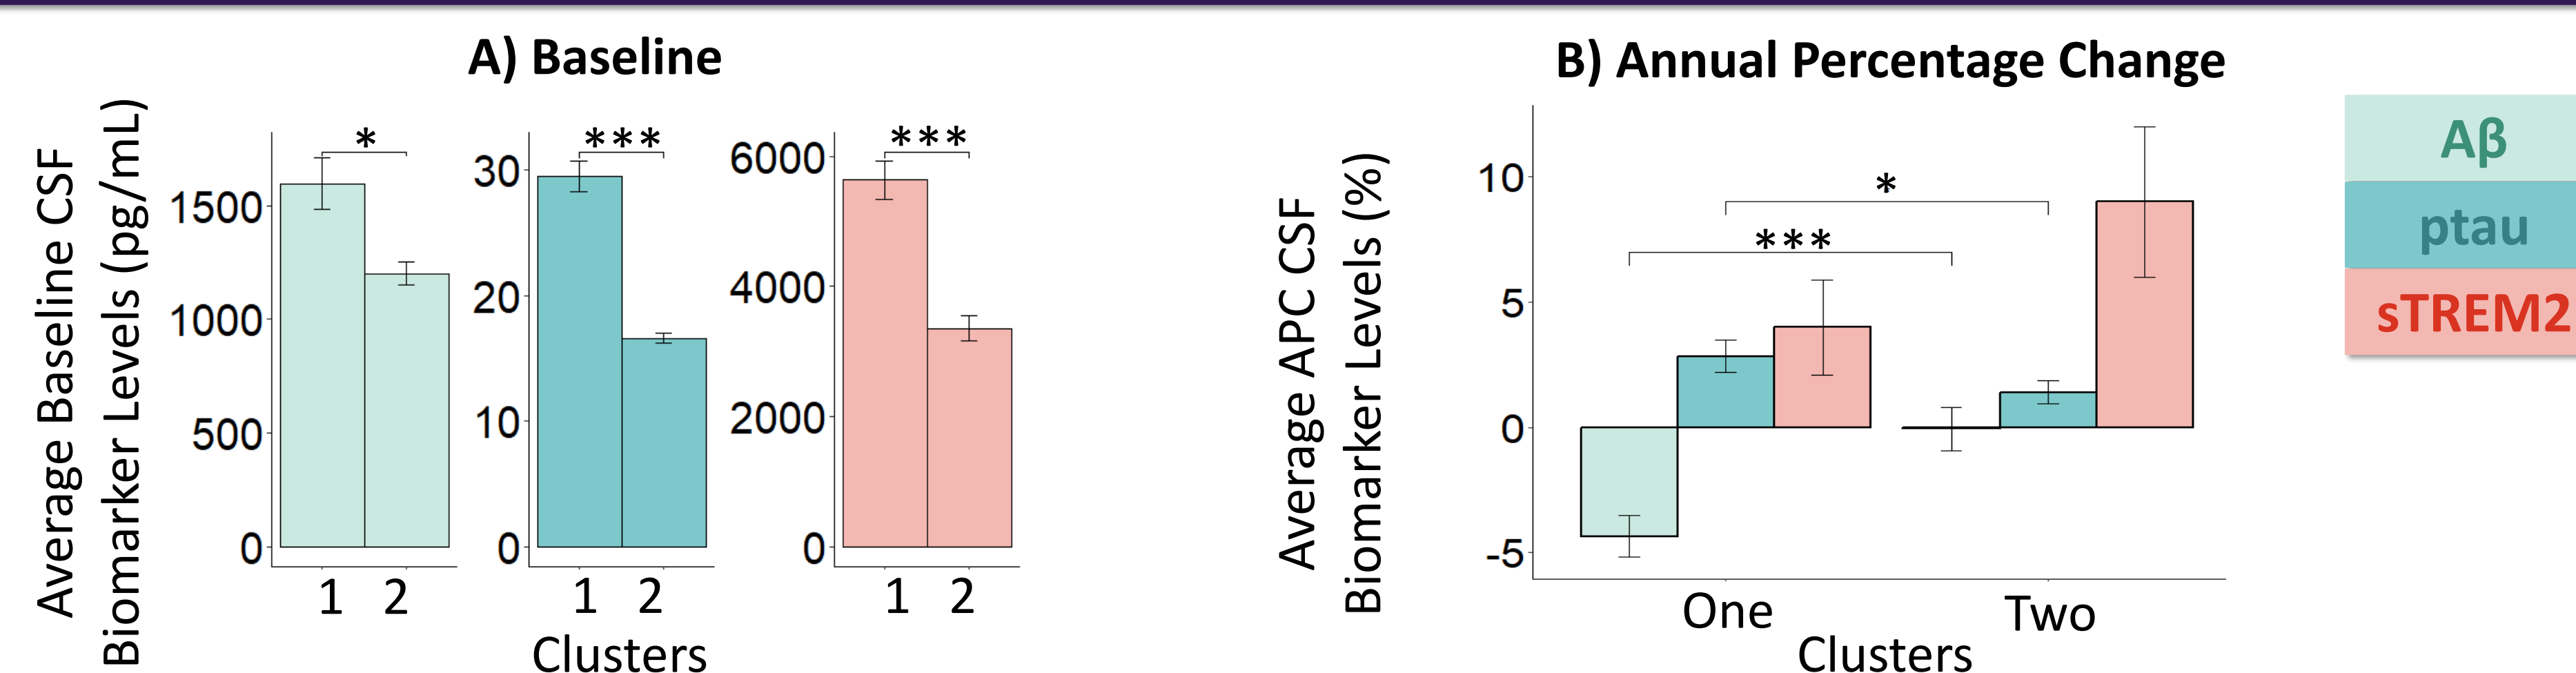 A) Baseline
Average Baseline CSF
Biomarker Levels (pg/mL)
*
1500
1000
500
0
1 2
***
30
20
10
0
1 2
***
6000
4000
2000
0
1 2
Clusters
B) Annual Percentage Change
Average APC CSF
Biomarker Levels (%)
10
5
0
-5
*
***
One
Two
Clusters
Aβ
ptau
sTREM2